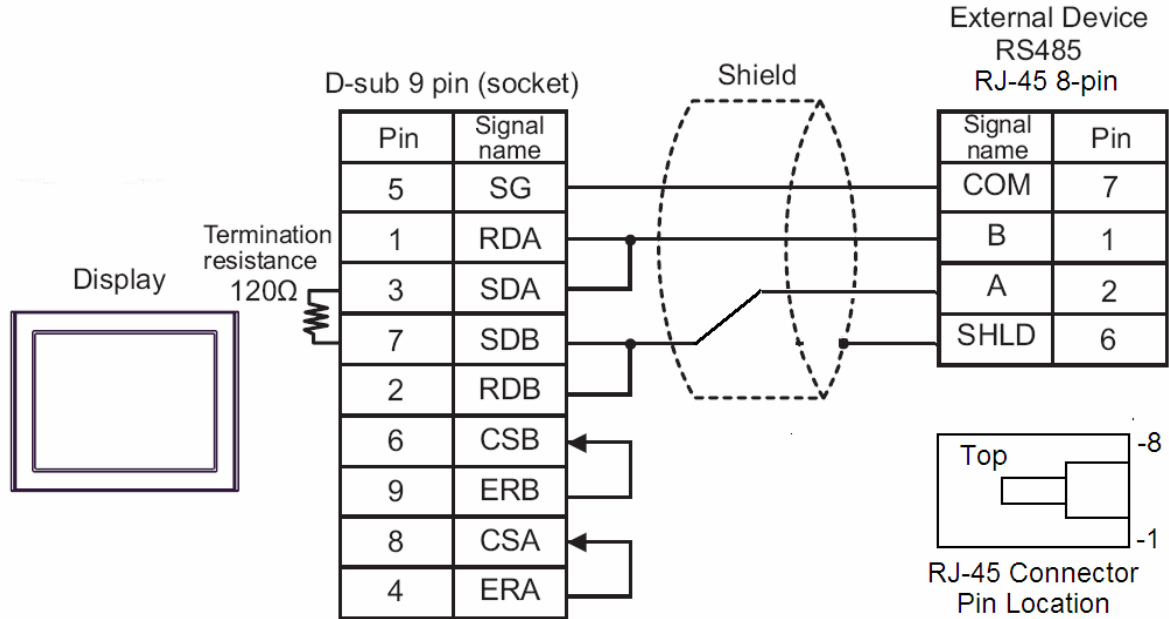 External Device
RS485
RJ-45 8-pin
D-sub 9 pin (socket)
Shield
Pin Signal name
Signal name Pin
5 SG
COM 7
1 RDA
B 1
3 SDA
A 2
7 SDB
SHLD 6
2 RDB
6 CSB
9 ERB
8 CSA
4 ERA
Termination
resistance
120Ω
Display
Top
-8
-1
RJ-45 Connector
Pin Location